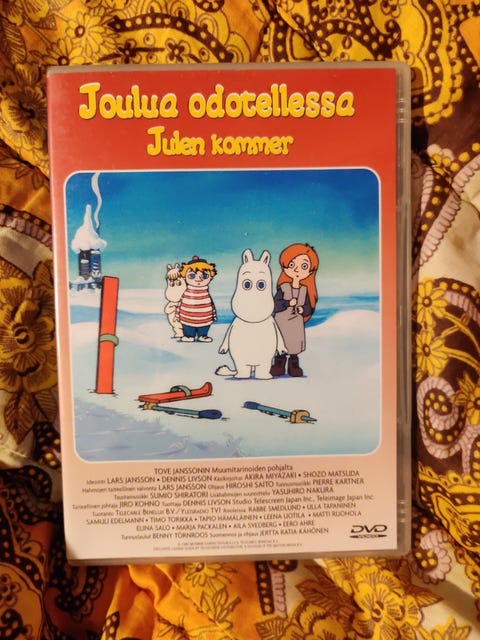 Joulua odotellessa
Julen kommer
TOVE JANSSONIN Muumitarinoiden pohjalta
Ideointi LARS JANSSON • DENNIS LIVSON Käsikirjoitus AKIRA MIYAZAKI • SHOZO MATSUDA
Hahmojen taiteellinen valvonta LARS JANSSON Ohjaus HIROSHI SAITO Tunnusmusiikki PIERRE KARTNER
Taustamusiikki SUMIO SHIRATORI Lisähahmojen suunnittelu YASUHIRO NAKURA
Taiteellinen johtaja JIRO KOHNO Tuottaja DENNIS LIVSON Studio Telescreen Japan Inc., Teleimage Japan Inc.
Tuotanto TELECABLE BENELUX B.V./TELERADIO TV1 RABBE SMEDLUND • ULLA TAPANINEN
SAMULI EDELMANN • TIMO TORIKKA • TAPIO HÄMÄLÄINEN • LEENA UOTILA • MATTI RUOHOLA
ELINA SALO • MARJA PACKALEN • AILA SVEDBERG • EERO AHRE
Tunnuslaulut BENNY TÖRNROOS Suomennos ja ohjaus JERTTA RATIA-KÄHÖNEN
DVD
VIDEO